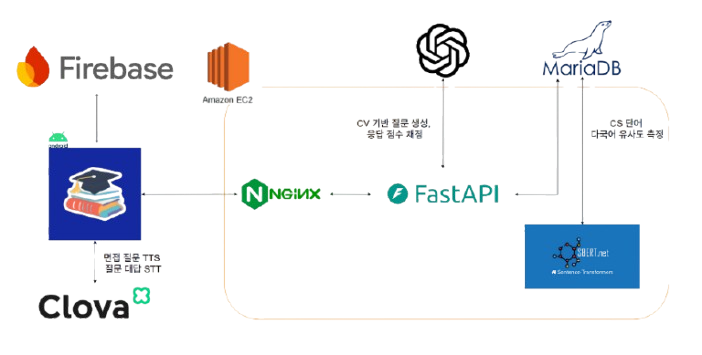 Firebase
Amazon EC2
MariaDB
CV 기반 질문 생성,
응답 점수 채점
CS 단어
다국어 유사도 측정
android
NGINX
FastAPI
SBERT.net
Sentence Transformers
면접 질문 TTS
질문 대답 STT
Clova X